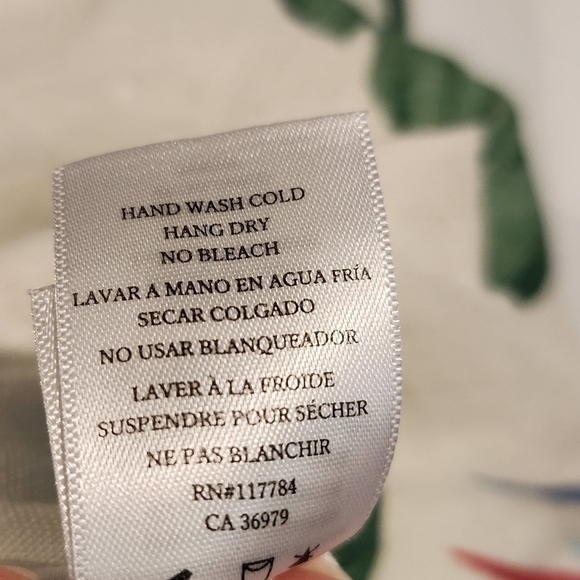 HAND WASH COLD
HANG DRY
NO BLEACH
LAVAR A MANO EN AGUA FRÍA
SECAR COLGADO
NO USAR BLANQUEADOR
LAVER À LA FROIDE
SUSPENDRE POUR SÉCHER
NE PAS BLANCHIR
RN#117784
CA 36979